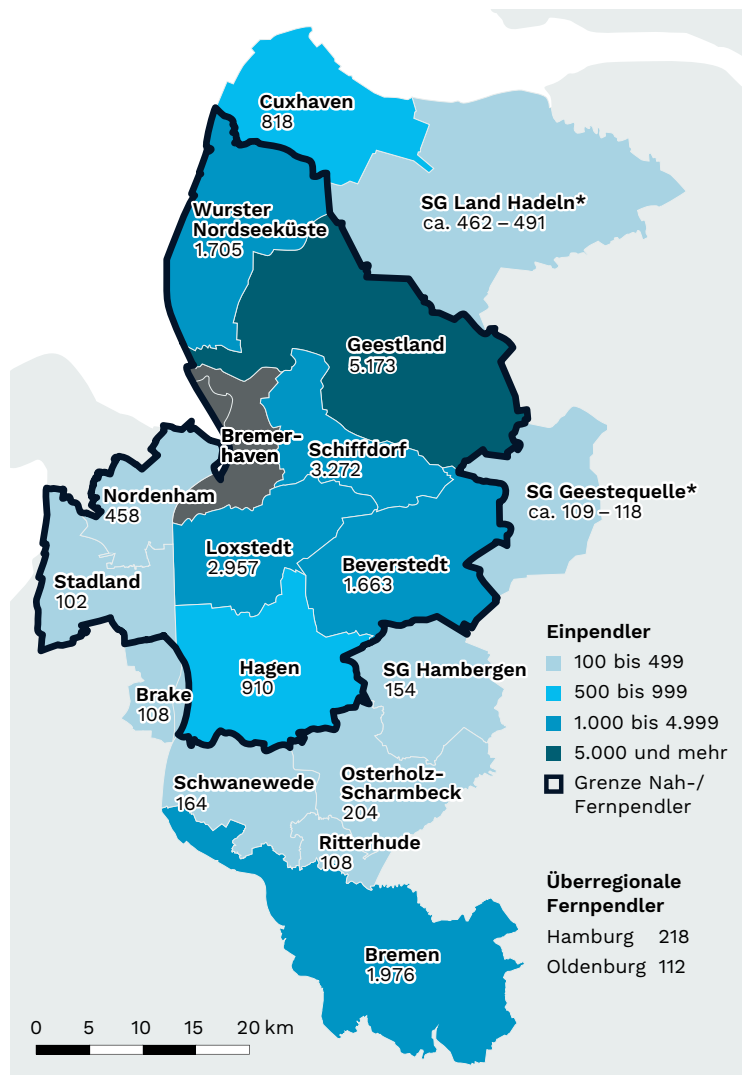 Cuxhaven
818
SG Land Hadeln*
ca. 462 – 491
Wurster
Nordseeküste
1.705
Geestland
5.173
Bremer-
haven
Schiffdorf
3.272
Nordenham
458
SG Geestequelle*
ca. 109 – 118
Loxstedt
2.957
Beverstedt
1.663
Stadland
102
Hagen
910
SG Hambergen
154
Brake
108
Schwanewede
164
Osterholz-
Scharmbeck
204
Ritterhude
108
Bremen
1.976
Einpendler
100 bis 499
500 bis 999
1.000 bis 4.999
5.000 und mehr
Grenze Nah-/
Fernpendler
Überregionale
Fernpendler
Hamburg 218
Oldenburg 112
0 5 10 15 20 km